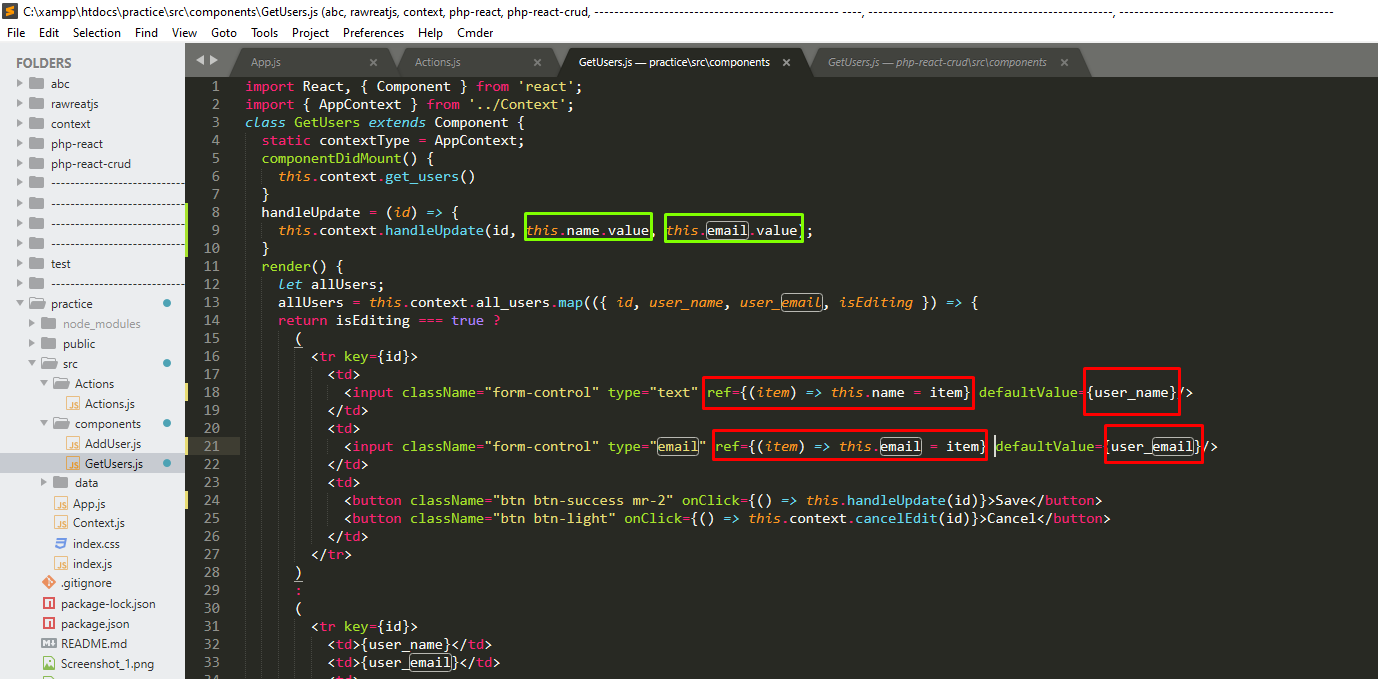 C:\xampp\htdocs\practice\src\components\GetUsers.js (abc, rawreatjs, context, php-react, php-react-crud, ---------------------------------------------- ----, ----------------------------------------------, ----------------------------------------
File Edit Selection Find View Goto Tools Project Preferences Help Cmder
FOLDERS
abc
rawreatjs
context
php-react
php-react-crud
-------------------------
-------------------------
-------------------------
-------------------------
test
-------------------------
practice
node_modules
public
src
Actions
Actions.js
components
AddUser.js
GetUsers.js
data
App.js
Context.js
index.css
index.js
.gitignore
package-lock.json
package.json
README.md
Screenshot_1.png
App.js × Actions.js × GetUsers.js — practice\src\components × GetUsers.js — php-react-crud\src\components ×
1 import React, { Component } from 'react';
2 import { AppContext } from '../Context';
3 class GetUsers extends Component {
4 static contextType = AppContext;
5 componentDidMount() {
6 this.context.get_users()
7 }
8 handleUpdate = (id) => {
9 this.context.handleUpdate(id, this.name.value, this.email.value);
10 }
11 render() {
12 let allUsers;
13 allUsers = this.context.all_users.map(({ id, user_name, user_email, isEditing }) => {
14 return isEditing === true ?
15 (
16 <tr key={id}>
17 <td>
18 <input className="form-control" type="text" ref={(item) => this.name = item} defaultValue={user_name}/>
19 </td>
20 <td>
21 <input className="form-control" type="email" ref={(item) => this.email = item} defaultValue={user_email}/>
22 </td>
23 <td>
24 <button className="btn btn-success mr-2" onClick={() => this.handleUpdate(id)}>Save</button>
25 <button className="btn btn-light" onClick={() => this.context.cancelEdit(id)}>Cancel</button>
26 </td>
27 </tr>
28 )
29 :
30 (
31 <tr key={id}>
32 <td>{user_name}</td>
33 <td>{user_email}</td>